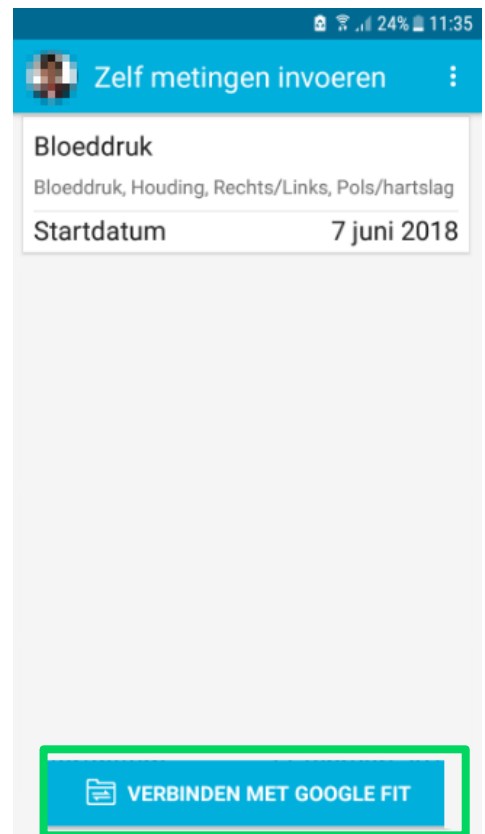 24% 11:35
Zelf metingen invoeren
Bloeddruk
Bloeddruk, Houding, Rechts/Links, Pols/hartslag
Startdatum 7 juni 2018
VERBINDEN MET GOOGLE FIT